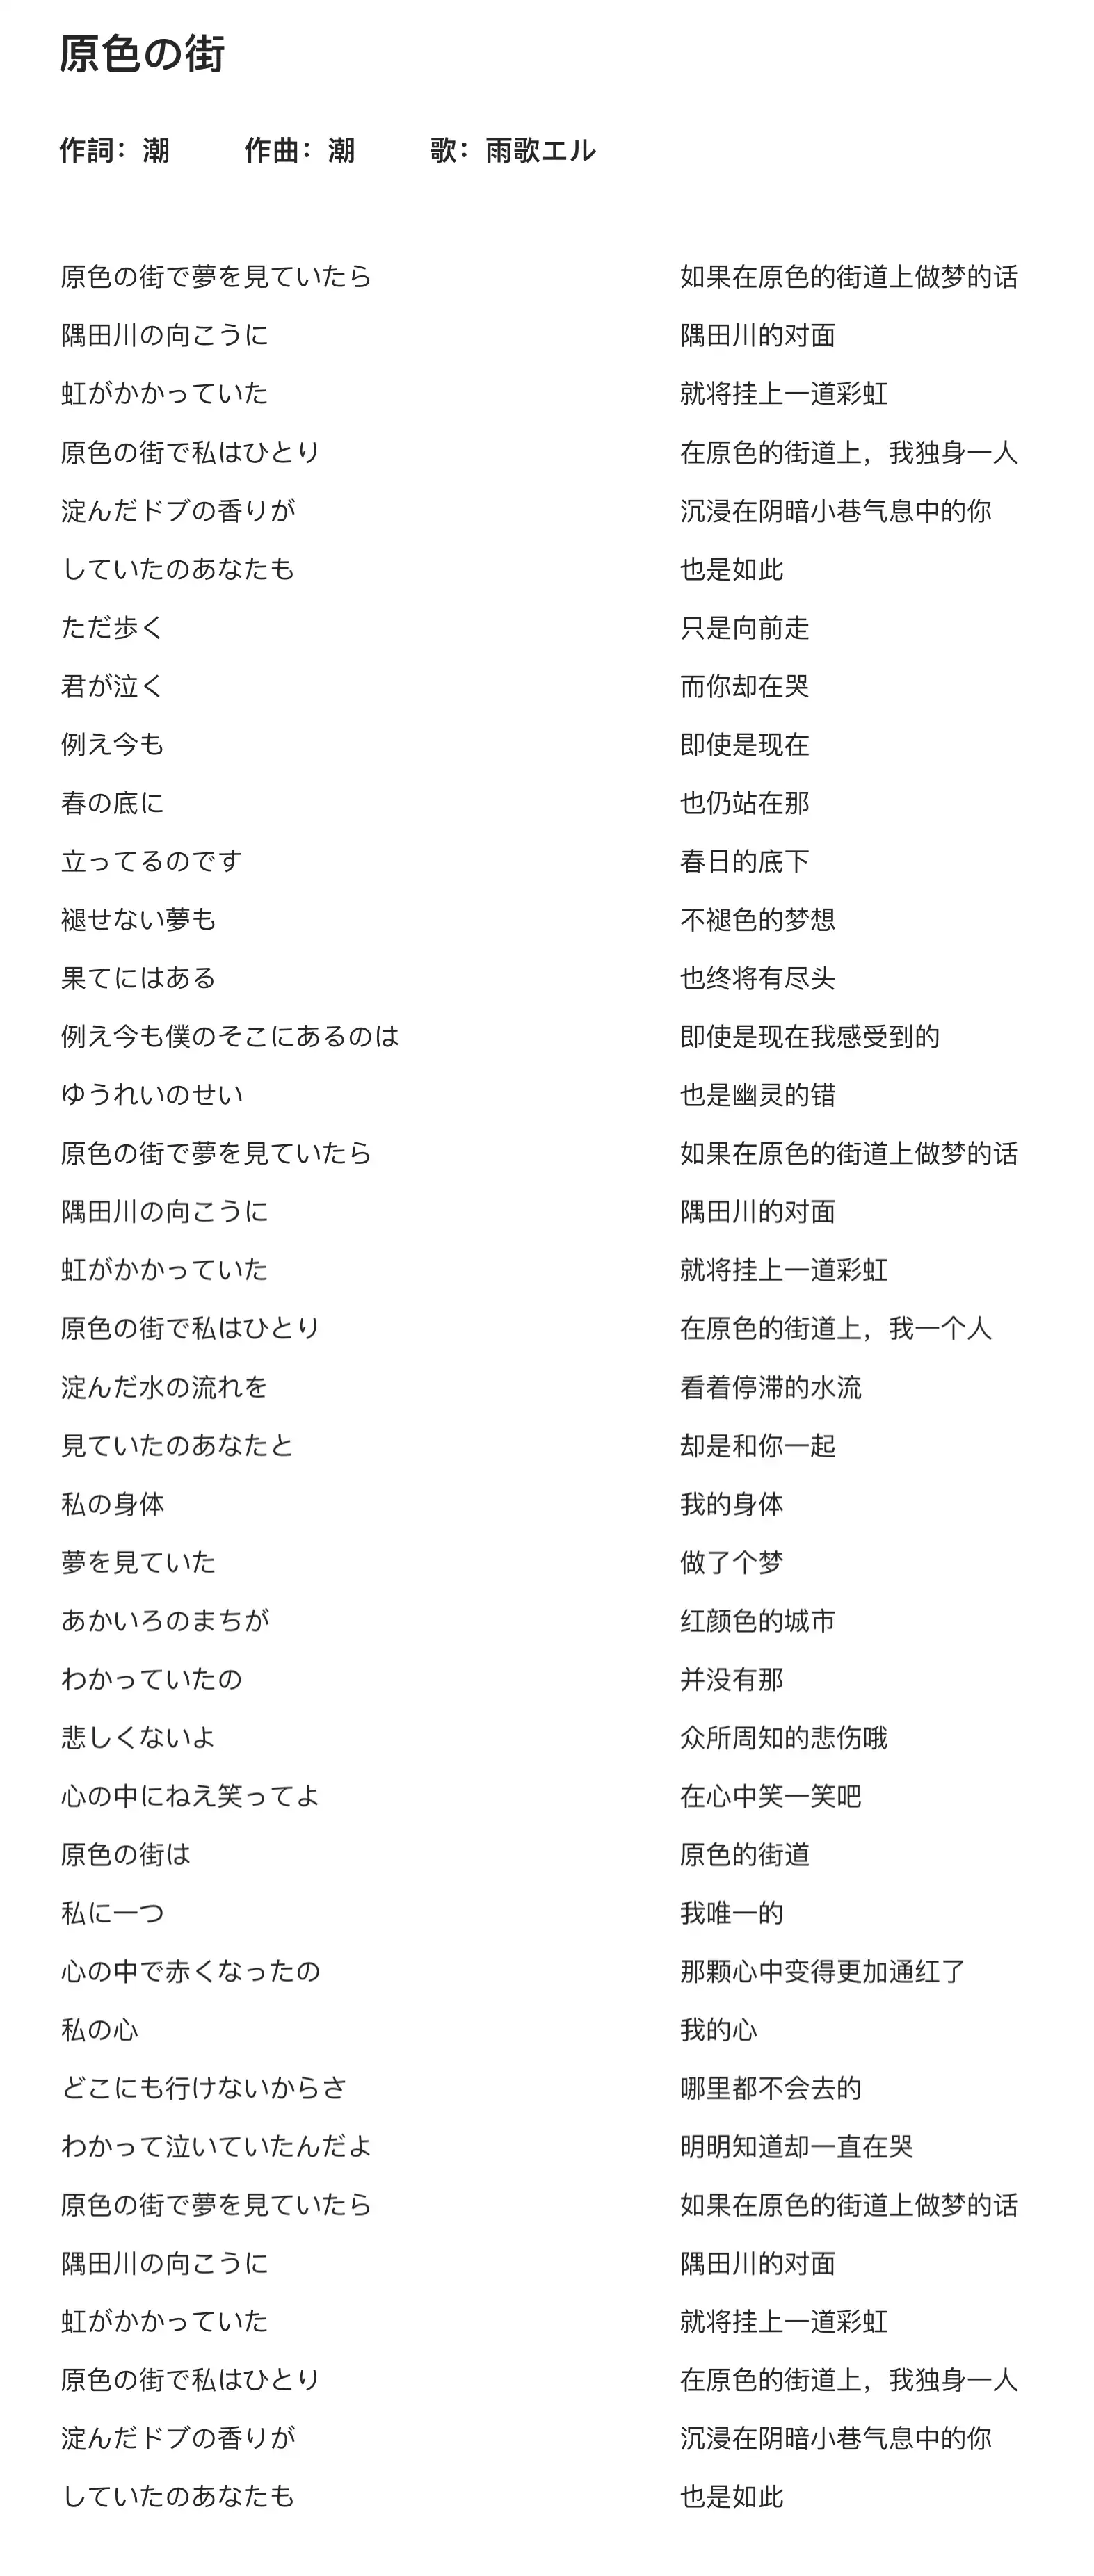 原色の街
作詞：潮 作曲：潮 歌：雨歌エル
原色の街で夢を見ていたら 如果在原色的街道上做梦的话
隅田川の向こうに 隅田川的对面
虹がかかっていた 就将挂上一道彩虹
原色の街で私はひとり 在原色的街道上，我独身一人
淀んだドブの香りが 沉浸在阴暗小巷气息中的你
していたのあなたも 也是如此
ただ歩く 只是向前走
君が泣く 而你却在哭
例え今も 即使是现在
春の底に 也仍站在那
立ってるのです 春日的底下
褪せない夢も 不褪色的梦想
果てにはある 也终将有尽头
例え今も僕のそこにあるのは 即使是现在我感受到的
ゆうれいのせい 也是幽灵的错
原色の街で夢を見ていたら 如果在原色的街道上做梦的话
隅田川の向こうに 隅田川的对面
虹がかかっていた 就将挂上一道彩虹
原色の街で私はひとり 在原色的街道上，我一个人
淀んだ水の流れを 看着停滞的水流
見ていたのあなたと 却是和你一起
私の身体 我的身体
夢を見ていた 做了个梦
あかいろのまちが 红颜色的城市
わかっていたの 并没有那
悲しくないよ 众所周知的悲伤哦
心の中にねえ笑ってよ 在心中笑一笑吧
原色の街は 原色的街道
私に一つ 我唯一的
心の中で赤くなったの 那颗心中变得更加通红了
私の心 我的心
どこにも行けないからさ 哪里都不会去的
わかって泣いていたんだよ 明明知道却一直在哭
原色の街で夢を見ていたら 如果在原色的街道上做梦的话
隅田川の向こうに 隅田川的对面
虹がかかっていた 就将挂上一道彩虹
原色の街で私はひとり 在原色的街道上，我独身一人
淀んだドブの香りが 沉浸在阴暗小巷气息中的你
していたのあなたも 也是如此